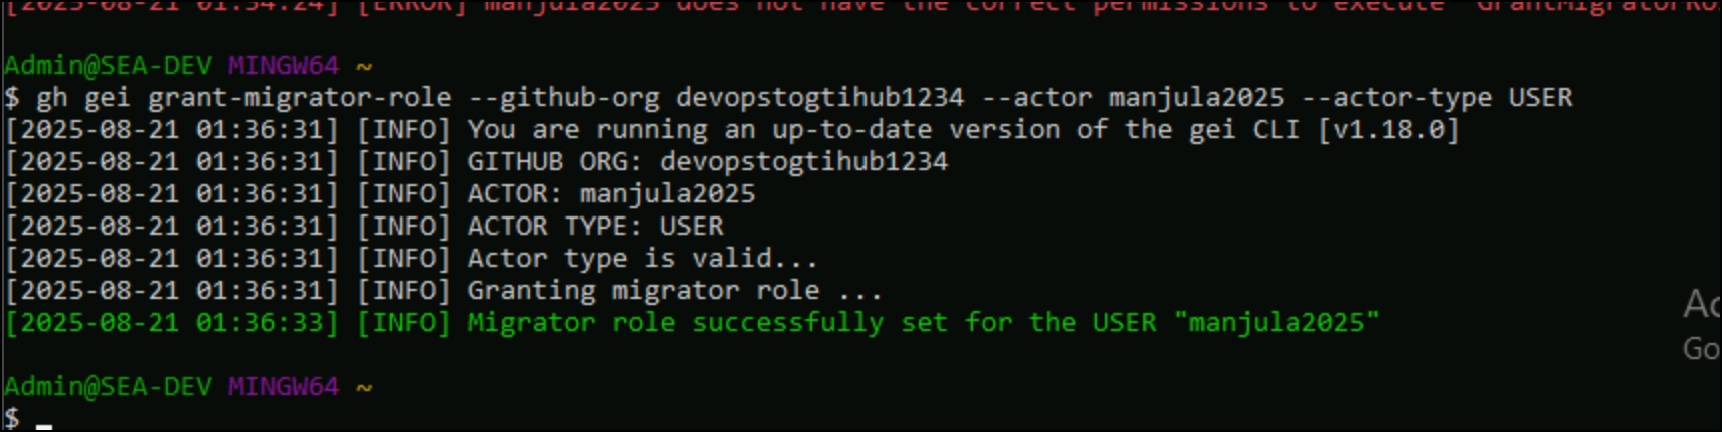 [2025-08-21 01:34:24] [ERROR] manjula2025 does not have the correct permissions to execute
Admin@SEA-DEV MINGW64 ~
$ gh gei grant-migrator-role --github-org devopstogtihub1234 --actor manjula2025 --actor-type USER
[2025-08-21 01:36:31] [INFO] You are running an up-to-date version of the gei CLI [v1.18.0]
[2025-08-21 01:36:31] [INFO] GITHUB ORG: devopstogtihub1234
[2025-08-21 01:36:31] [INFO] ACTOR: manjula2025
[2025-08-21 01:36:31] [INFO] ACTOR TYPE: USER
[2025-08-21 01:36:31] [INFO] Actor type is valid...
[2025-08-21 01:36:31] [INFO] Granting migrator role ...
[2025-08-21 01:36:33] [INFO] Migrator role successfully set for the USER "manjula2025"
Ac
Go
Admin@SEA-DEV MINGW64 ~
$